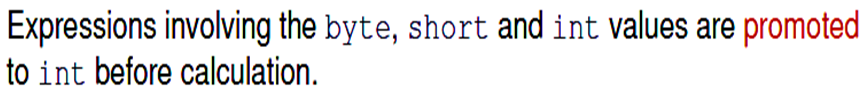 Expressions involving the byte, short and int values are promoted
to int before calculation.